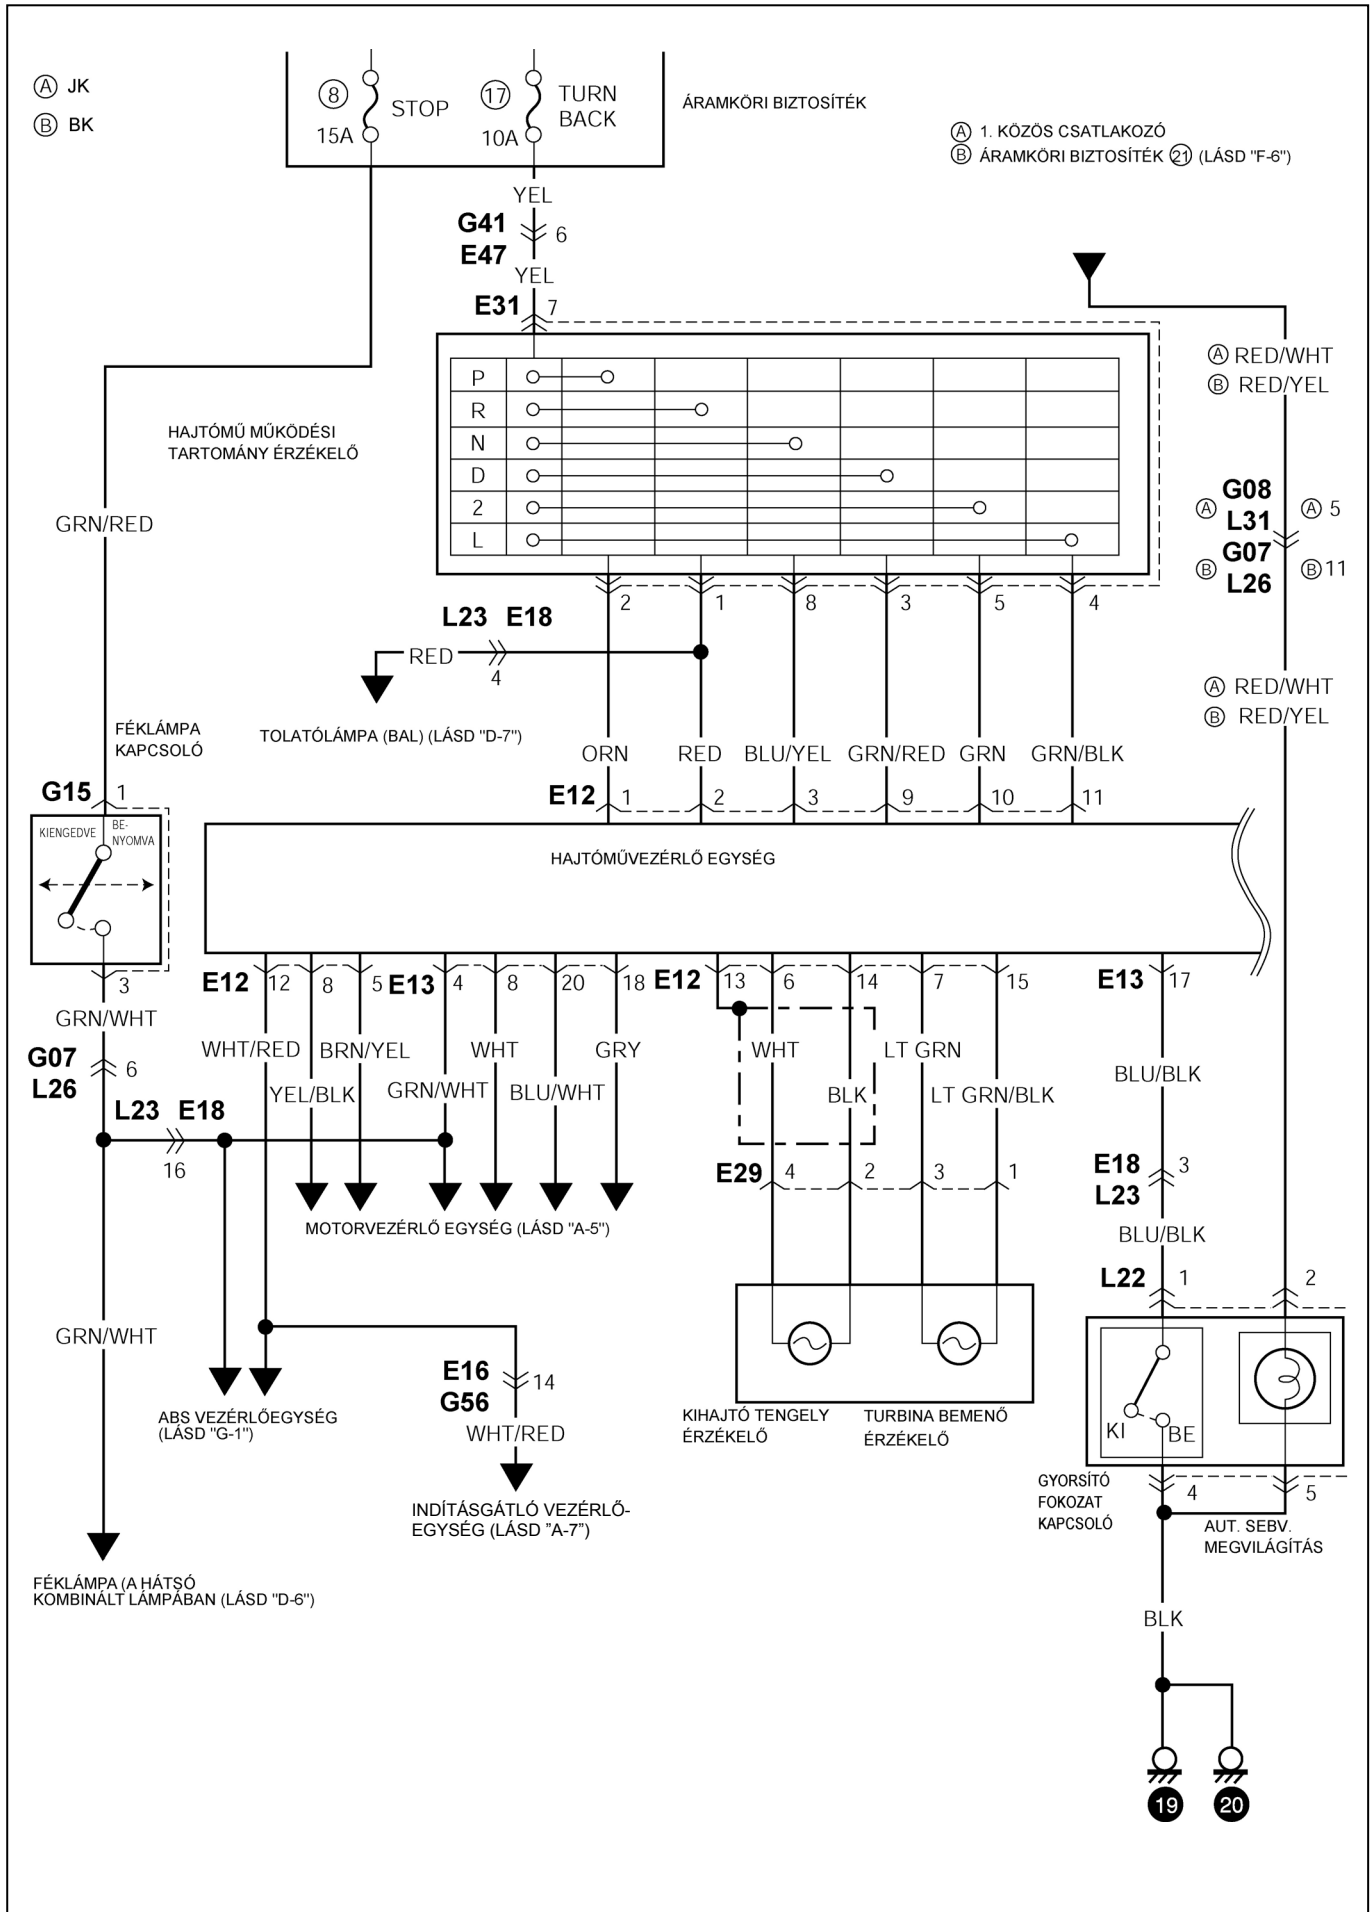 Ⓐ JK
Ⓑ BK
8
15A
STOP
17
10A
TURN
BACK
ÁRAMKÖRI BIZTOSÍTÉK
Ⓐ 1. KÖZÖS CSATLAKOZÓ
Ⓑ ÁRAMKÖRI BIZTOSÍTÉK ㉑ (LÁSD "F-6")
YEL
G41
E47
6
YEL
E31
7
P
R
N
D
2
L
HAJTÓMŰ MŰKÖDÉSI
TARTOMÁNY ÉRZÉKELŐ
Ⓐ RED/WHT
Ⓑ RED/YEL
GRN/RED
G08
Ⓐ L31 Ⓐ 5
G07
Ⓑ L26 Ⓑ 11
2 1 8 3 5 4
L23 E18
RED
4
TOLATÓLÁMPA (BAL) (LÁSD "D-7")
Ⓐ RED/WHT
Ⓑ RED/YEL
FÉKLÁMPA
KAPCSOLÓ
ORN RED BLU/YEL GRN/RED GRN GRN/BLK
G15 1
E12 1 2 3 9 10 11
KIENGEDVE
BE-
NYOMVA
HAJTÓMŰVEZÉRLŐ EGYSÉG
3
E12 12 8 5 E13 4 8 20 18 E12 13 6 14 7 15 E13 17
GRN/WHT
WHT/RED BRN/YEL WHT GRY WHT LT GRN
G07
L26
6
YEL/BLK GRN/WHT BLU/WHT BLK LT GRN/BLK
BLU/BLK
L23 E18
16
E29 4 2 3 1
E18
L23
3
MOTORVEZÉRLŐ EGYSÉG (LÁSD "A-5")
BLU/BLK
L22 1 2
GRN/WHT
E16
G56
14
WHT/RED
ABS VEZÉRLŐEGYSÉG
(LÁSD "G-1")
KIHAJTÓ TENGELY
ÉRZÉKELŐ
TURBINA BEMENŐ
ÉRZÉKELŐ
KI BE
4 5
GYORSÍTÓ
FOKOZAT
KAPCSOLÓ
AUT. SEBV.
MEGVILÁGÍTÁS
INDÍTÁSGÁTLÓ VEZÉRLŐ-
EGYSÉG (LÁSD ”A-7”)
FÉKLÁMPA (A HÁTSÓ
KOMBINÁLT LÁMPÁBAN (LÁSD "D-6")
BLK
19 20